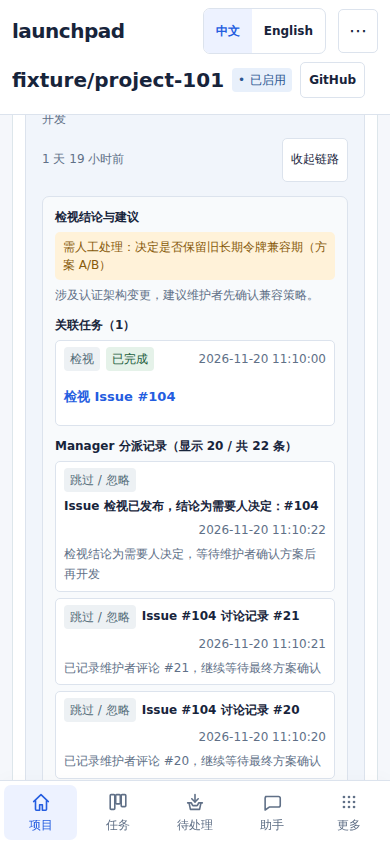 launchpad
中文
English
···
fixture/project-101
• 已启用
GitHub
开发
1 天 19 小时前
收起链路
检视结论与建议
需人工处理：决定是否保留旧长期令牌兼容期（方
案 A/B）
涉及认证架构变更，建议维护者先确认兼容策略。
关联任务（1）
检视
已完成
2026-11-20 11:10:00
检视 Issue #104
Manager 分派记录（显示 20 / 共 22 条）
跳过 / 忽略
Issue 检视已发布，结论为需要人决定：#104
2026-11-20 11:10:22
检视结论为需要人决定，等待维护者确认方案后
再开发
跳过 / 忽略
Issue #104 讨论记录 #21
2026-11-20 11:10:21
已记录维护者评论 #21，继续等待最终方案确认
跳过 / 忽略
Issue #104 讨论记录 #20
2026-11-20 11:10:20
已记录维护者评论 #20，继续等待最终方案确认
项目
任务
待处理
助手
更多